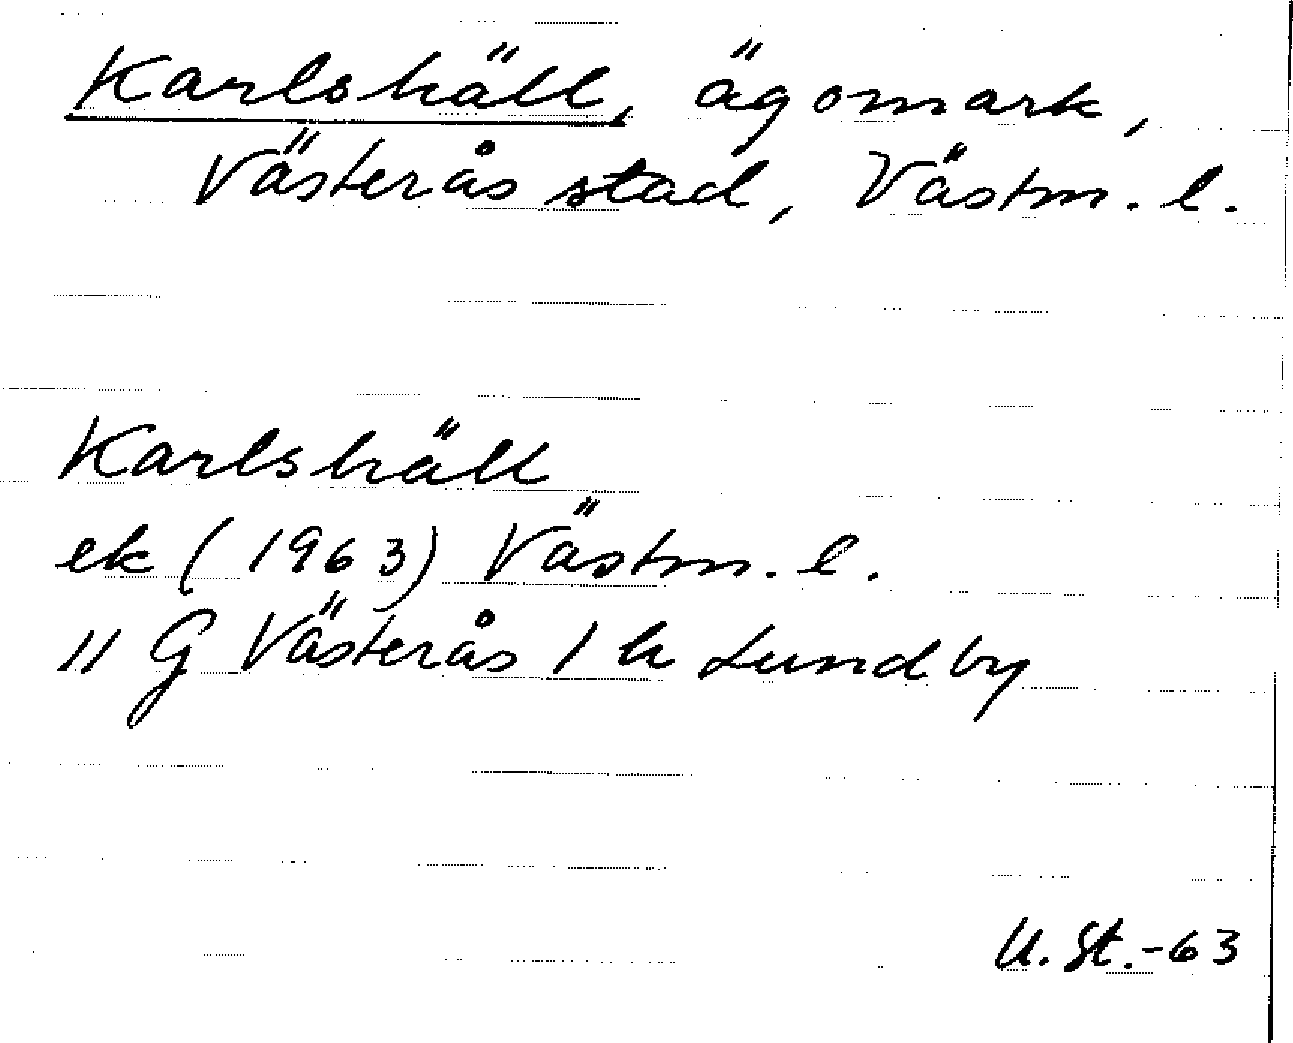 Karlshäll, ägomark,
Västerås stad, Västm. l.
Karlshäll
ek (1963) Västm. l.
11 G Västerås 1 h Lundby
U. St.-63